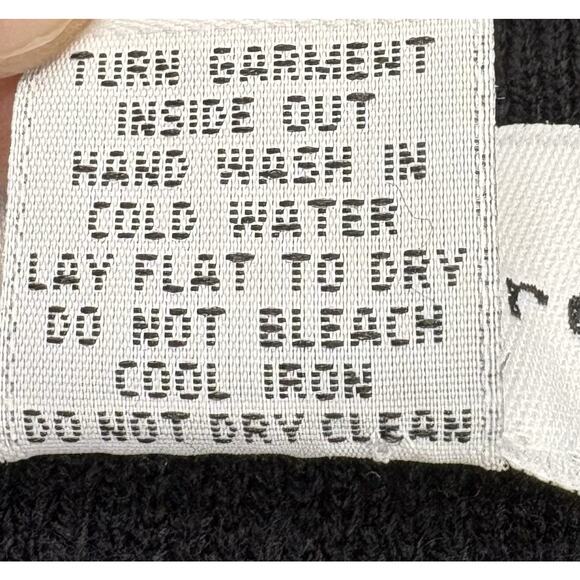 TURN GARMENT
INSIDE OUT
HAND WASH IN
COLD WATER
LAY FLAT TO DRY
DO NOT BLEACH
COOL IRON
DO NOT DRY CLEAN